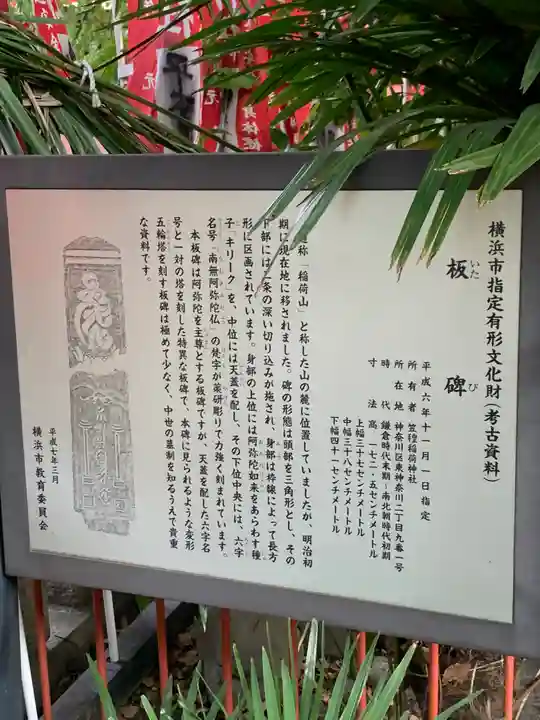 横浜市指定有形文化財(考古資料)
板碑
いたび
平成六年十一月一日指定
所有者 笠䅣稲荷神社
所在地 神奈川区東神奈川二丁目九番一号
時代 鎌倉時代末期~南北朝時代初期
寸法 高一七二・五センチメートル
上幅三十七センチメートル
中幅三十八センチメートル
下幅四十一センチメートル
称「稲荷山」と称した山の麓に位置していましたが、明治初
期に現在地に移されました。碑の形態は頭部を三角形とし、その
下部には二条の深い切り込みが施され、身部は枠線によって長方
形に区画されています。身部の上位には阿弥陀如来をあらわす種
子「キリーク」を、中位には天蓋を配し、その下位中央には、六字
名号「南無阿弥陀仏」の梵字が薬研彫りで力強く刻まれています。
本板碑は阿弥陀を主尊とする板碑ですが、天蓋を配した六字名
号と一対の塔を刻した特異な板碑で、本碑に見られるような変形
五輪塔を刻す板碑は極めて少なく、中世の墓制を知るうえで貴重
な資料です。
平成七年三月
横浜市教育委員会